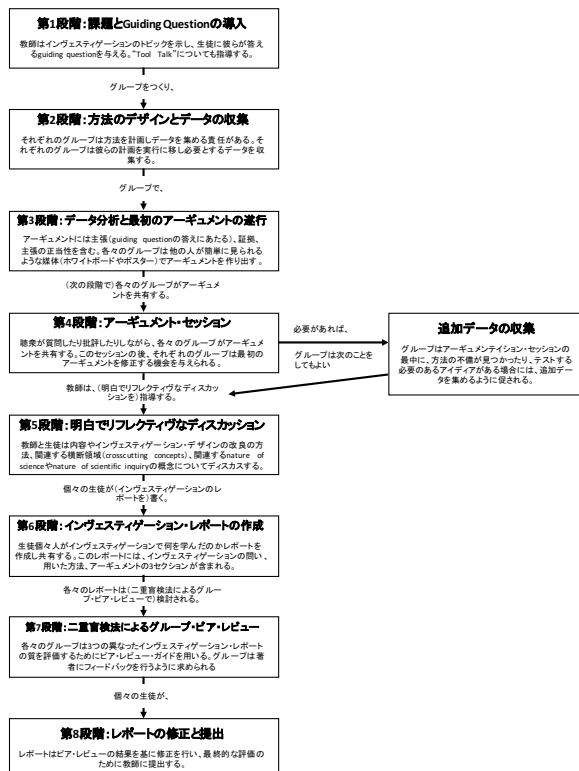 第1段階：課題とGuiding Questionの導入
教師はインヴェスティゲーションのトピックを示し、生徒に彼らが答え
るguiding questionを与える。“Tool Talk”についても指導する。
グループをつくり、
第2段階：方法のデザインとデータの収集
それぞれのグループは方法を計画しデータを集める責任がある。そ
れぞれのグループは彼らの計画を実行に移し必要とするデータを収
集する。
グループで、
第3段階：データ分析と最初のアーギュメントの遂行
アーギュメントには主張（guiding questionの答えにあたる）、証拠、
主張の正当性を含む。各々のグループは他の人が簡単に見られる
ような媒体（ホワイトボードやポスター）でアーギュメントを作り出す。
（次の段階で）各々のグループがアーギュメ
ントを共有する。
第4段階：アーギュメント・セッション
聴衆が質問したり批評したりしながら、各々のグループがアーギュメ
ントを共有する。このセッションの後、それぞれのグループは最初の
アーギュメントを修正する機会を与えられる。
必要があれば、
グループは次のことを
してもよい
追加データの収集
グループはアーギュメンテイション・セッションの
最中に、方法の不備が見つかったり、テストする
必要のあるアイディアがある場合には、追加デー
タを集めるように促される。
教師は、（明白でリフレクティヴなディスカッ
ションを）指導する。
第5段階：明白でリフレクティヴなディスカッション
教師と生徒は内容やインヴェスティゲーション・デザインの改良の方
法、関連する横断領域（crosscutting concepts）、関連するnature of
scienceやnature of scientific inquiryの概念についてディスカスする。
個々の生徒が（インヴェスティゲーションのレ
ポートを）書く。
第6段階：インヴェスティゲーション・レポートの作成
生徒個々人がインヴェスティゲーションで何を学んだのかレポートを
作成し共有する。このレポートには、インヴェスティゲーションの問い、
用いた方法、アーギュメントの3セクションが含まれる。
各々のレポートは（二重盲検法によるグルー
プ・ピア・レビューで）検討される。
第7段階：二重盲検法によるグループ・ピア・レビュー
各々のグループは3つの異なったインヴェスティゲーション・レポート
の質を評価するためにピア・レビュー・ガイドを用いる。グループは著
者にフィードバックを行うように求められる
個々の生徒が、
第8段階：レポートの修正と提出
レポートはピア・レビューの結果を基に修正を行い、最終的な評価の
ために教師に提出する。